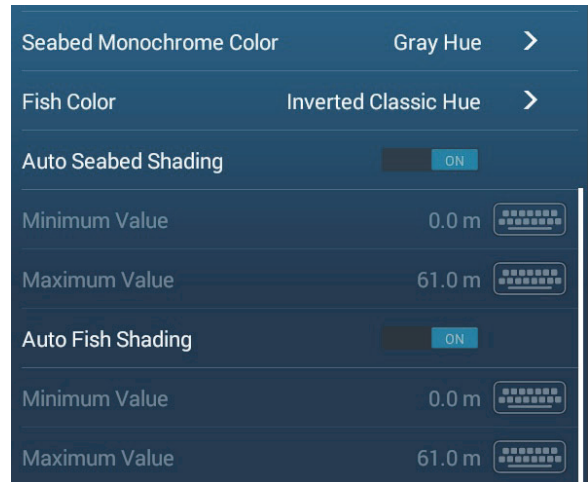 Seabed Monochrome Color Gray Hue
Fish Color Inverted Classic Hue
Auto Seabed Shading ON
Minimum Value 0.0 m
Maximum Value 61.0 m
Auto Fish Shading ON
Minimum Value 0.0 m
Maximum Value 61.0 m